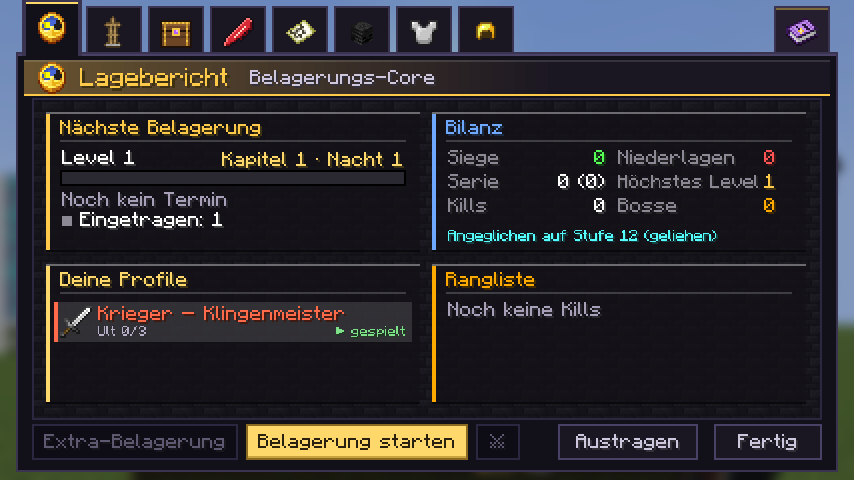 Lagebericht Belagerungs-Core
Nächste Belagerung
Level 1 Kapitel 1 · Nacht 1
Noch kein Termin
Eingetragen: 1
Bilanz
Siege 0 Niederlagen 0
Serie 0 (0) Höchstes Level 1
Kills 0 Bosse 0
Angeglichen auf Stufe 12 (geliehen)
Deine Profile
Krieger — Klingenmeister
Ult 0/3 ▶ gespielt
Rangliste
Noch keine Kills
Extra-Belagerung Belagerung starten Austragen Fertig